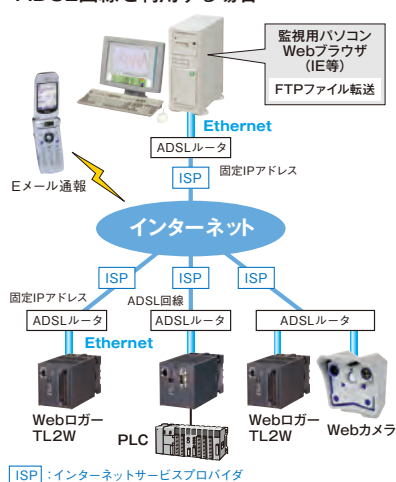 ADSL回線を利用する場合
監視用パソコン
Webブラウザ
(IE等)
FTPファイル転送
Ethernet
ADSLルータ
固定IPアドレス
ISP
Eメール通報
インターネット
ISP
ISP
ISP
固定IPアドレス
ADSL回線
ADSLルータ
ADSLルータ
ADSLルータ
Ethernet
Webロガー
TL2W
PLC
Webロガー
TL2W
Webカメラ
ISP:インターネットサービスプロバイダ